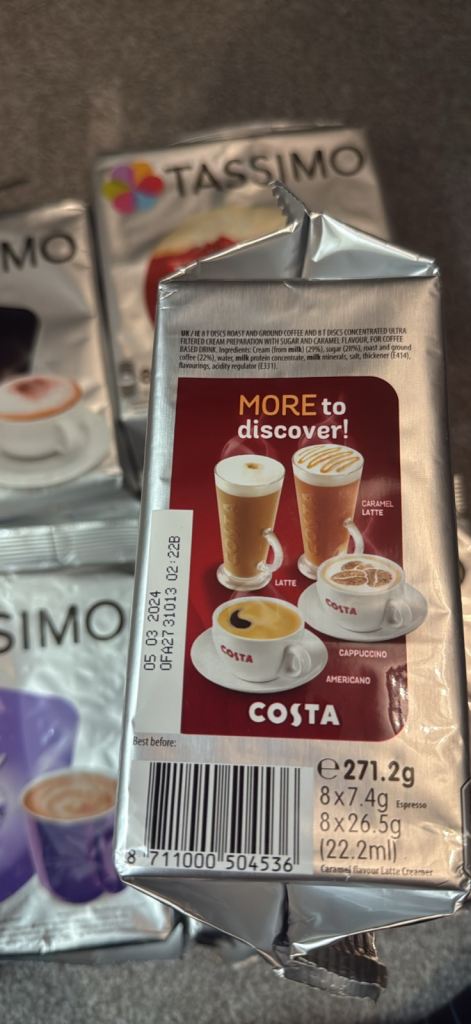 TASSIMO
MO
UK / IE 8 T DISCS ROAST AND GROUND COFFEE AND 8 T DISCS CONCENTRATED ULTRA
FILTERED CREAM PREPARATION WITH SUGAR AND CARAMEL FLAVOUR, FOR COFFEE
BASED DRINK. Ingredients: Cream (from milk) (29%), sugar (28%), roast and ground
coffee (22%), water, milk protein concentrate, milk minerals, salt, thickener (E414),
flavourings, acidity regulator (E331).
MORE to
discover!
CARAMEL
LATTE
LATTE
COSTA
CAPPUCCINO
COSTA
AMERICANO
COSTA
05 03 2024
OFA27 31013 02:22B
SIMO
Best before:
8 711000 504536
e 271.2g
8x7.4g Espresso
8x26.5g
(22.2ml)
Caramel flavour Latte Creamer